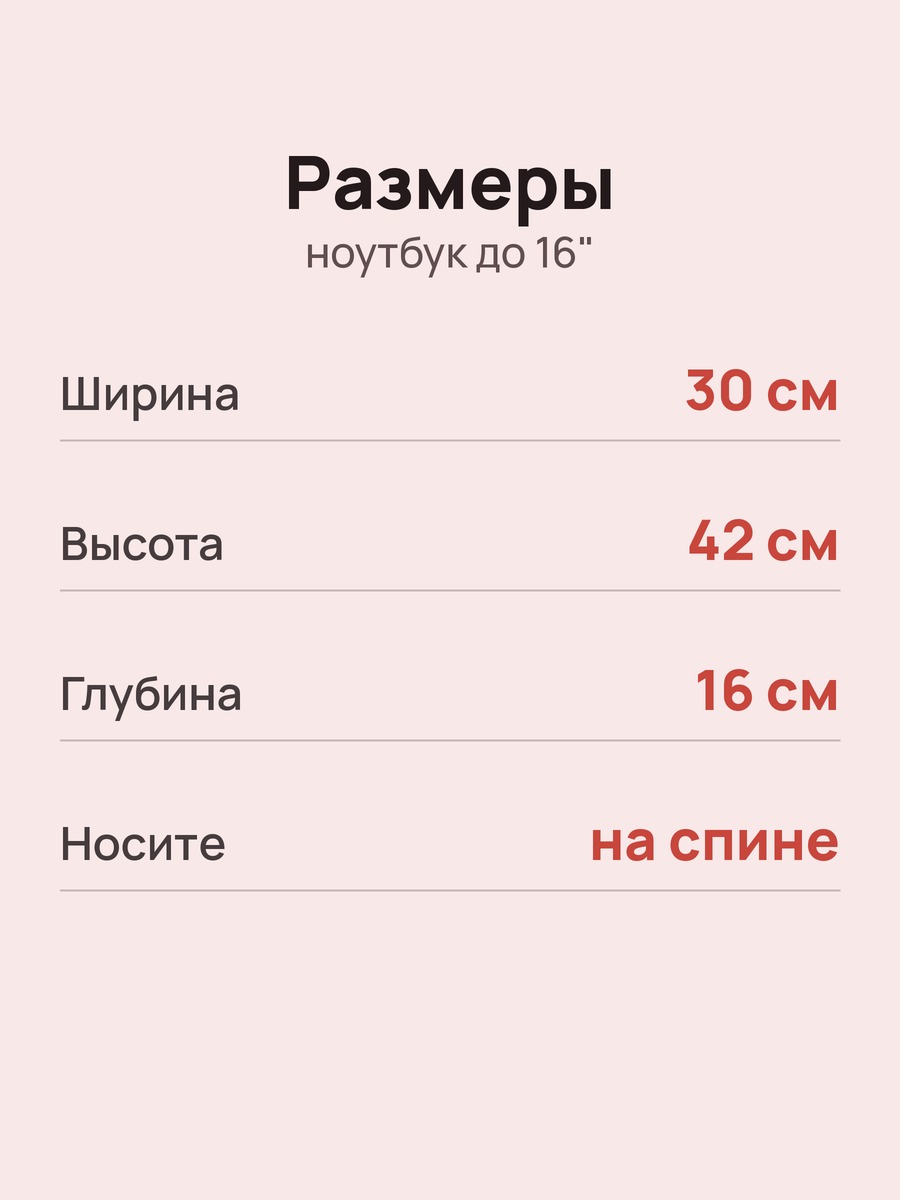 Размеры
ноутбук до 16"
Ширина 30 см
Высота 42 см
Глубина 16 см
Носите на спине